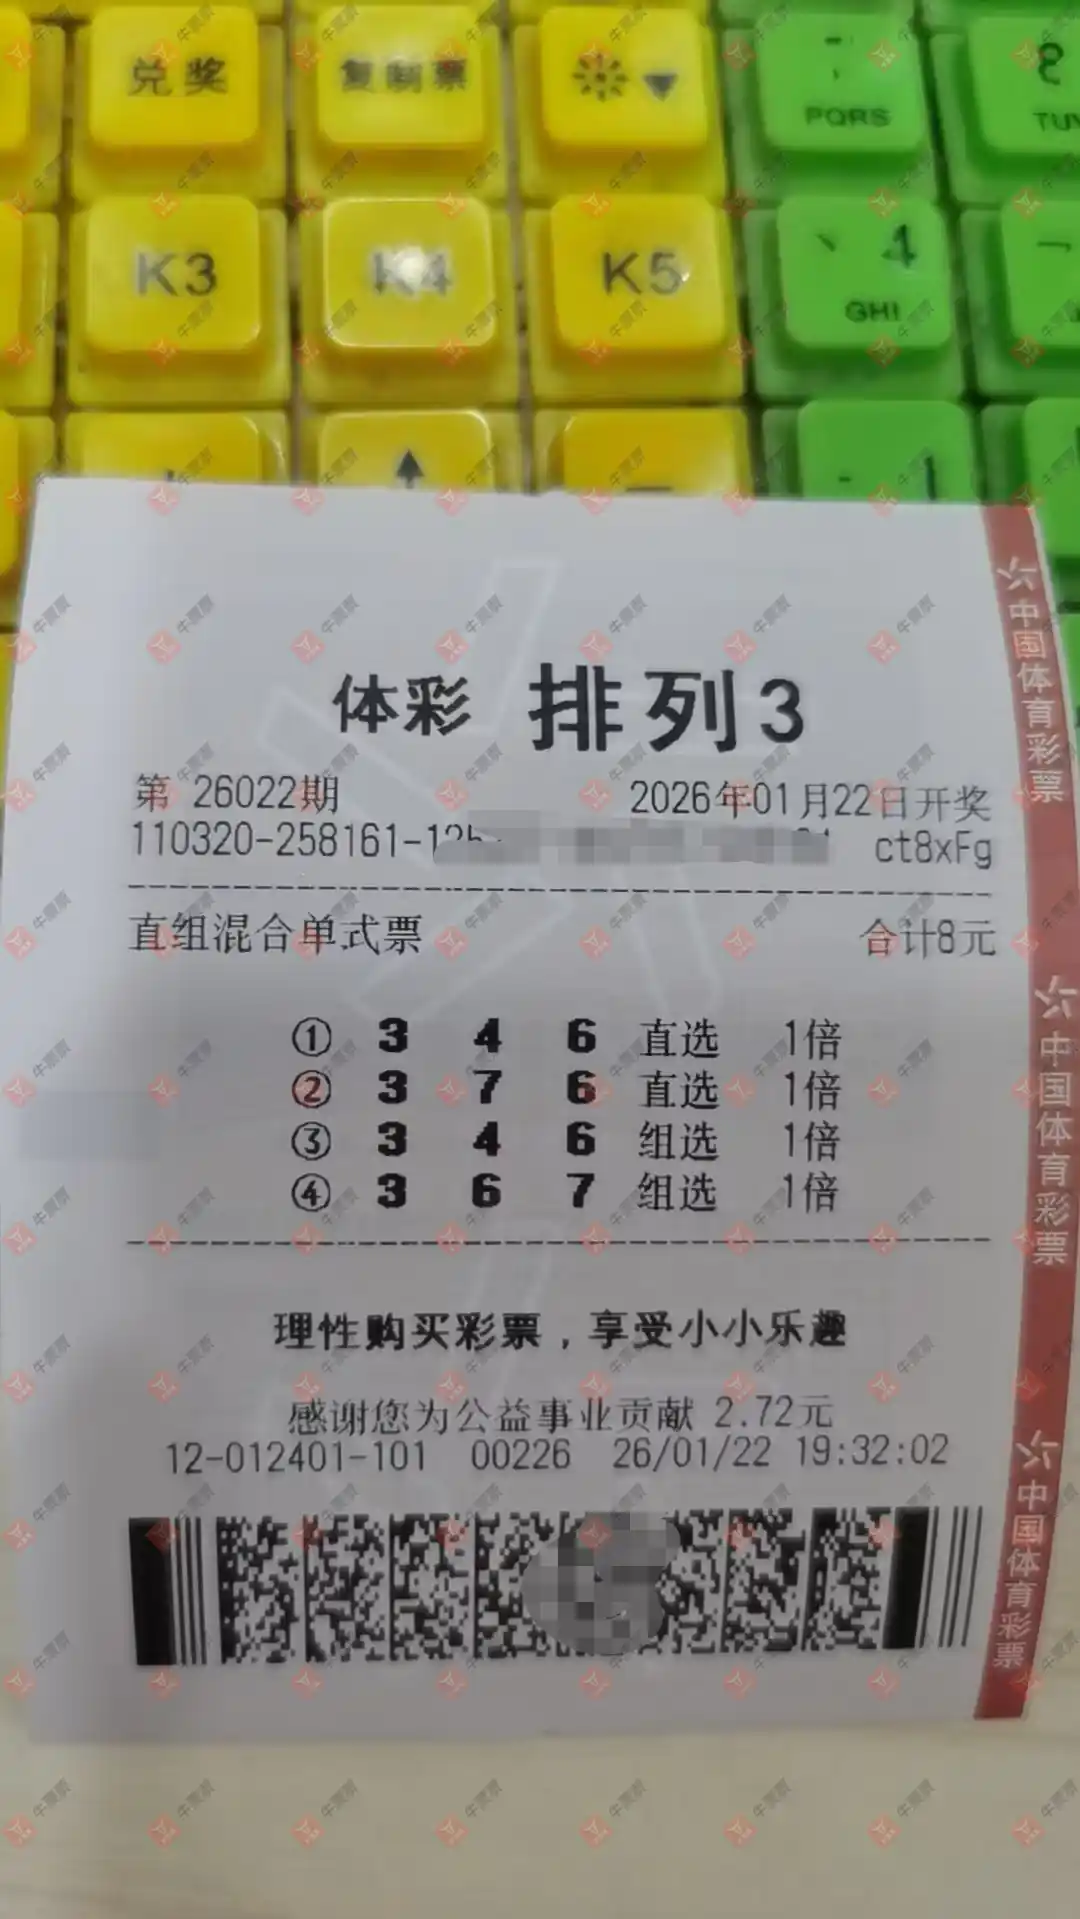 兑奖 复制票 PQRS
K3 K4 K5 4 GHI
体彩 排列3
第 26022期 2026年01月22日开奖
110320-258161- ct8xFg
直组混合单式票 合计8元
① 3 4 6 直选 1倍
② 3 7 6 直选 1倍
③ 3 4 6 组选 1倍
④ 3 6 7 组选 1倍
理性购买彩票，享受小小乐趣
感谢您为公益事业贡献 2.72元
12-012401-101 00226 26/01/22 19:32:02
中国体育彩票
中国体育彩票
中国体育彩票